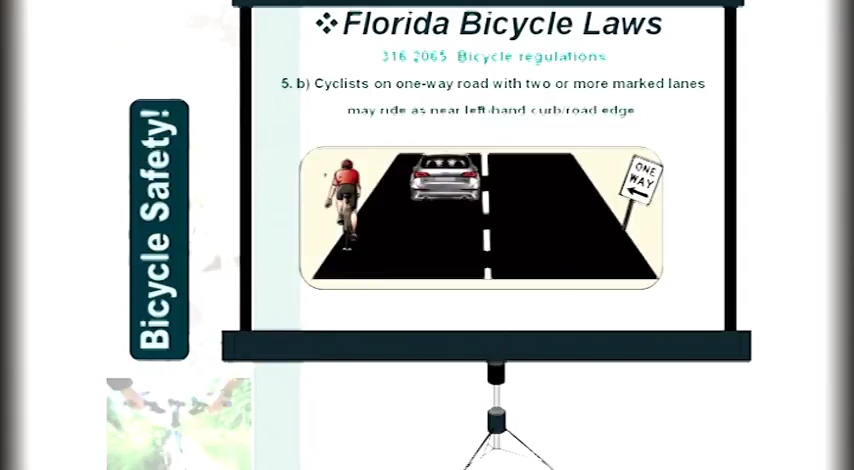 ❖Florida Bicycle Laws
316.2065 Bicycle regulations
5. b) Cyclists on one-way road with two or more marked lanes
may ride as near left-hand curb/road edge
ONE
WAY
Bicycle Safety!